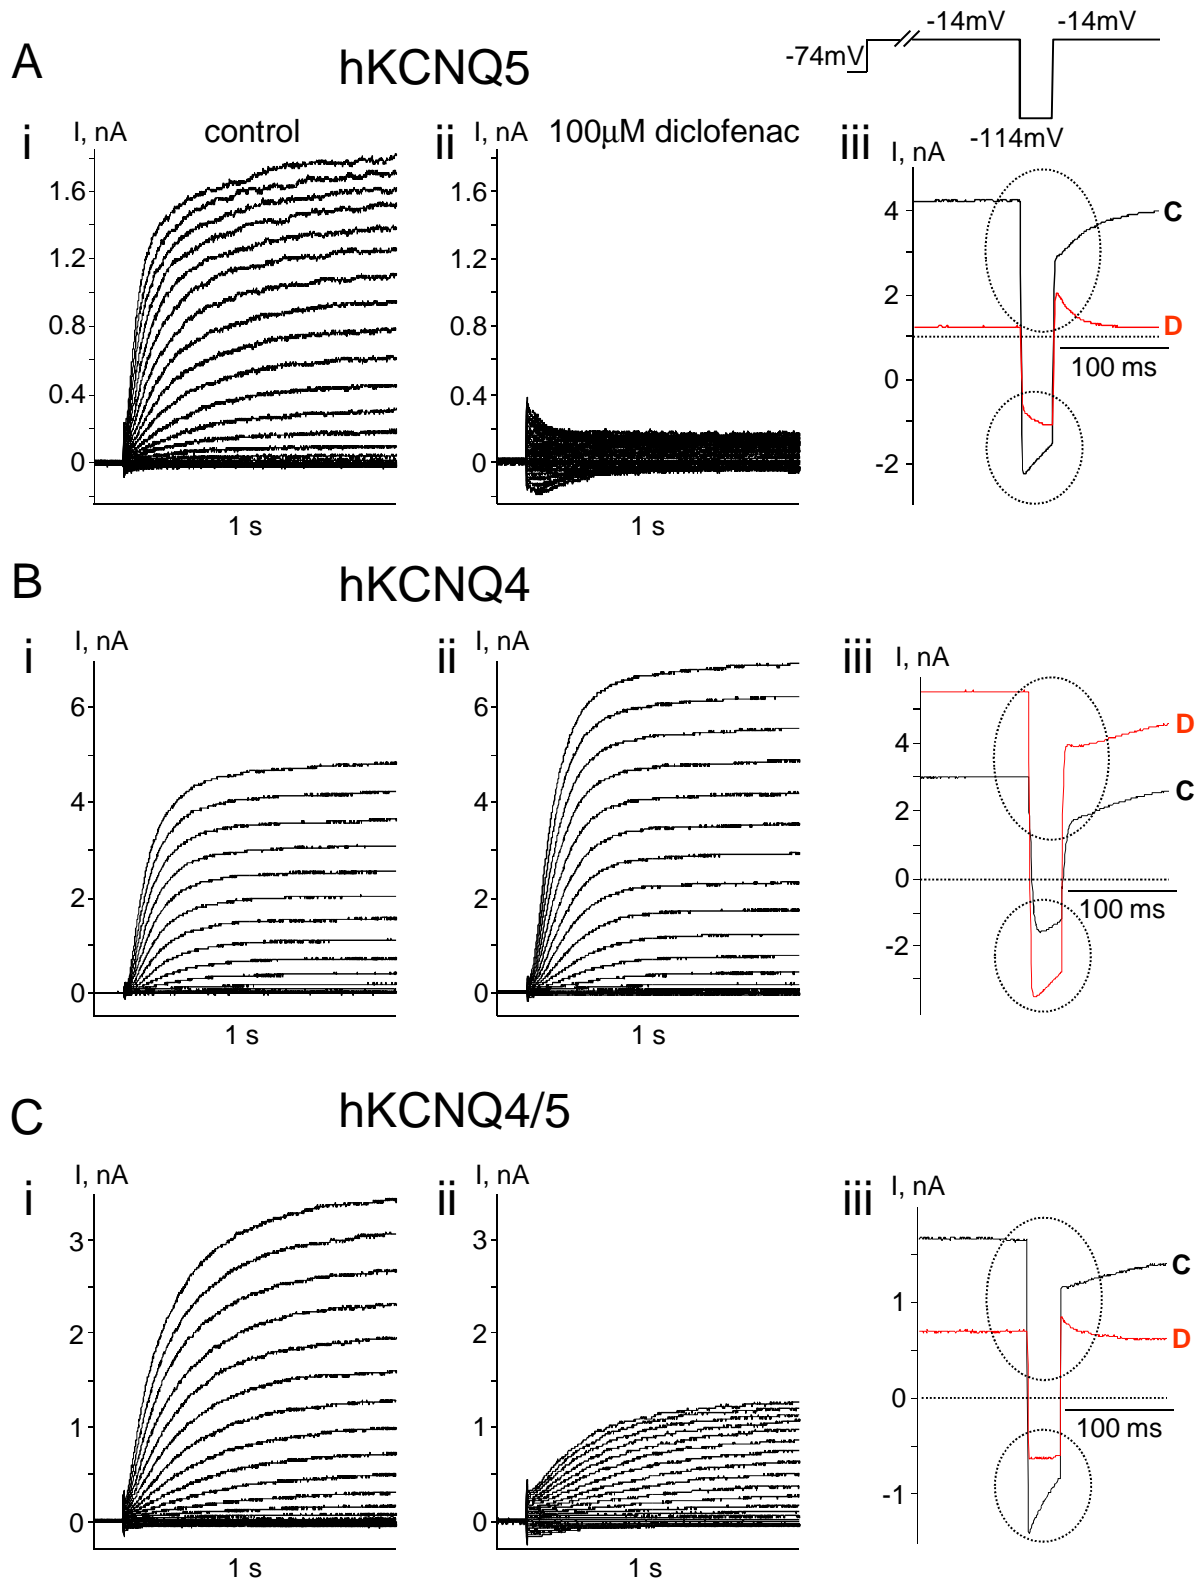 -14mV -14mV
A hKCNQ5
-74mV
-114mV
i I, nA control
ii 100μM diclofenac
iii I, nA
1.6
1.2
0.8
0.4
0
1 s
1.6
1.2
0.8
0.4
0
1 s
4
2
0
-2
C
D
100 ms
B hKCNQ4
i I, nA
6
4
2
0
1 s
ii I, nA
6
4
2
0
1 s
iii I, nA
4
2
0
-2
D
C
100 ms
C hKCNQ4/5
i I, nA
3
2
1
0
1 s
ii I, nA
3
2
1
0
1 s
iii I, nA
1
0
-1
C
D
100 ms